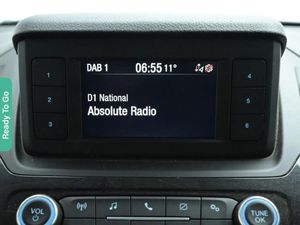 DAB 1 06:55 11°
D1 National
Absolute Radio
1
2
3
4
5
6
VOL
TUNE
OK
Ready To Go